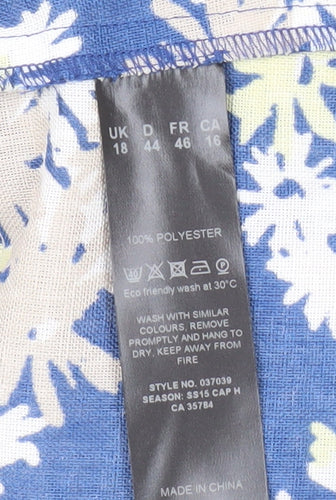 UK D FR CA
18 44 46 16
100% POLYESTER
Eco friendly wash at 30°C
WASH WITH SIMILAR
COLOURS, REMOVE
PROMPTLY AND HANG TO
DRY, KEEP AWAY FROM
FIRE
STYLE NO. 037039
SEASON: SS15 CAP H
CA 35784
MADE IN CHINA